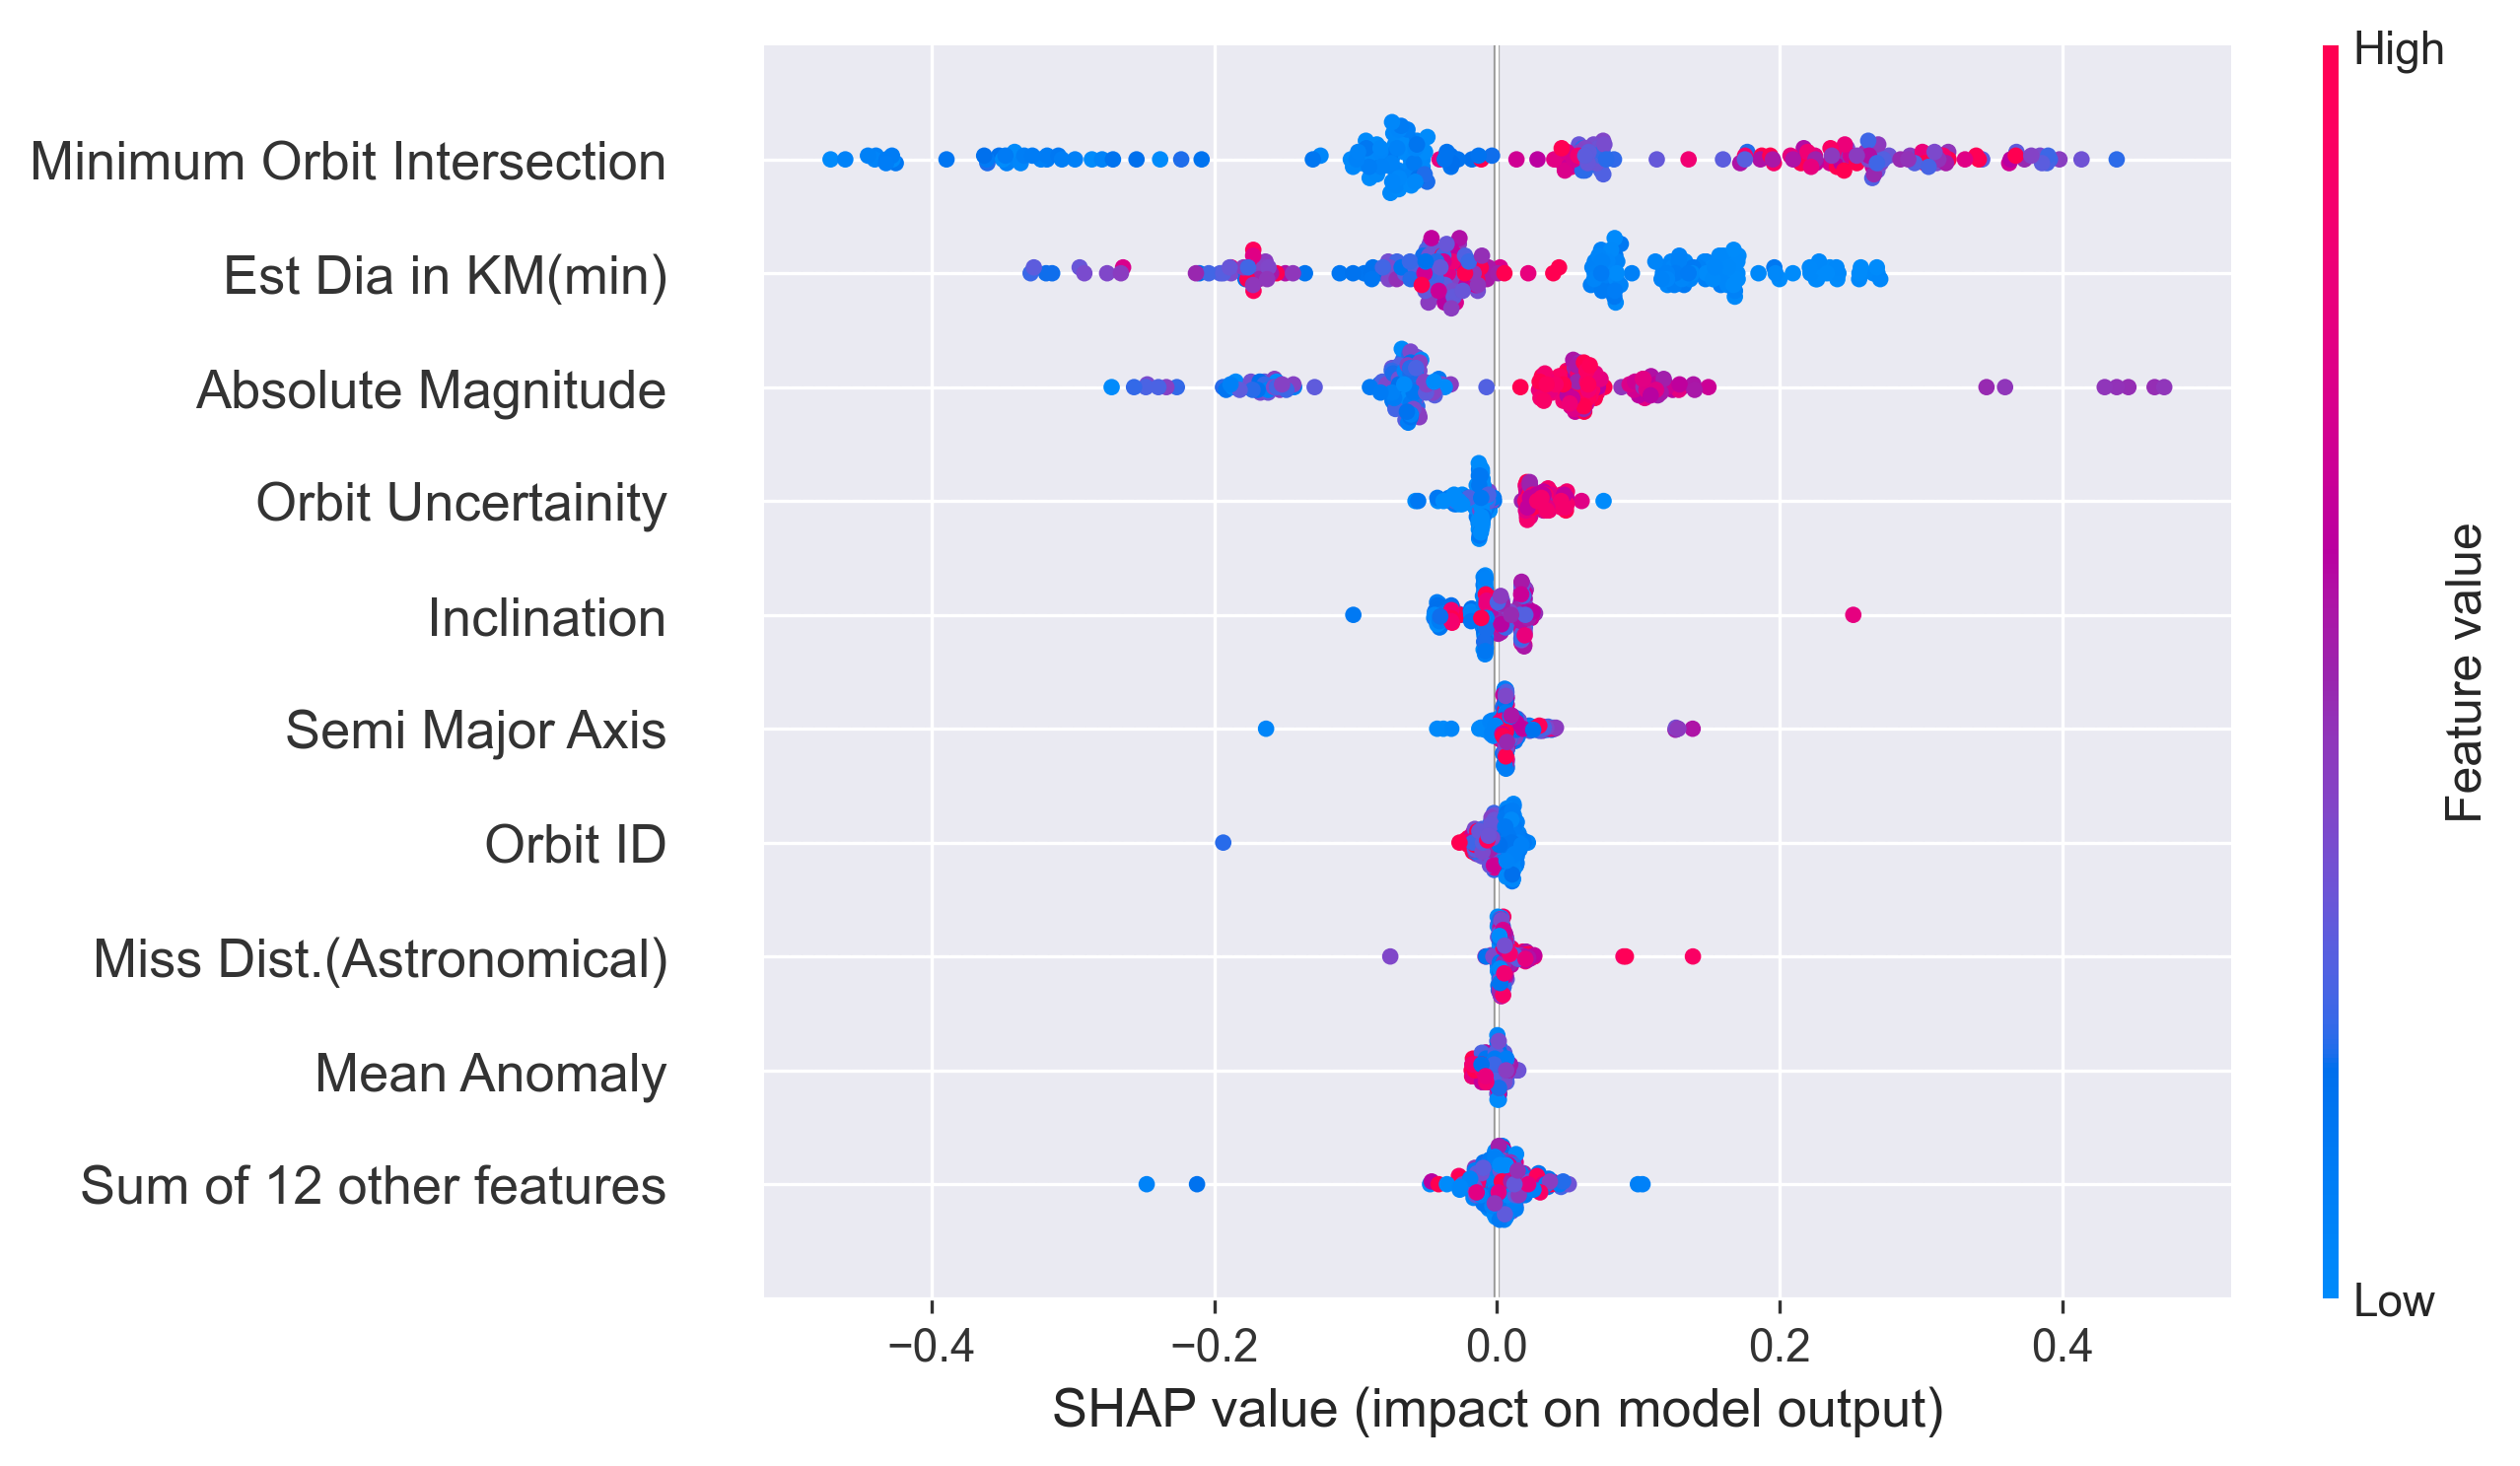 High
Minimum Orbit Intersection
Est Dia in KM(min)
Absolute Magnitude
Orbit Uncertainity
Inclination
Semi Major Axis
Orbit ID
Miss Dist.(Astronomical)
Mean Anomaly
Sum of 12 other features
Feature value
Low
−0.4
−0.2
0.0
0.2
0.4
SHAP value (impact on model output)